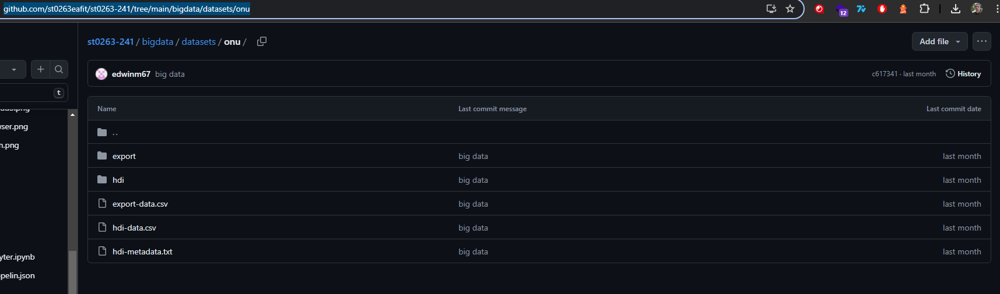 github.com/st0263eafit/st0263-241/tree/main/bigdata/datasets/onu
12
st0263-241 / bigdata / datasets / onu /
Add file
t
edwinm67 big data
c617341 · last month
History
Name Last commit message Last commit date
wser.png
n.png
..
export big data last month
hdi big data last month
export-data.csv big data last month
hdi-data.csv big data last month
hdi-metadata.txt big data last month
yter.ipynb
pelin.json